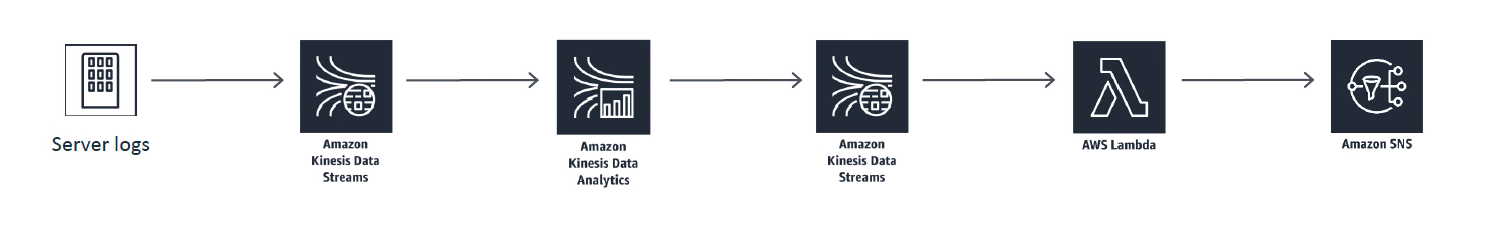 Server logs
Amazon
Kinesis Data
Streams
Amazon
Kinesis Data
Analytics
Amazon
Kinesis Data
Streams
AWS Lambda
Amazon SNS